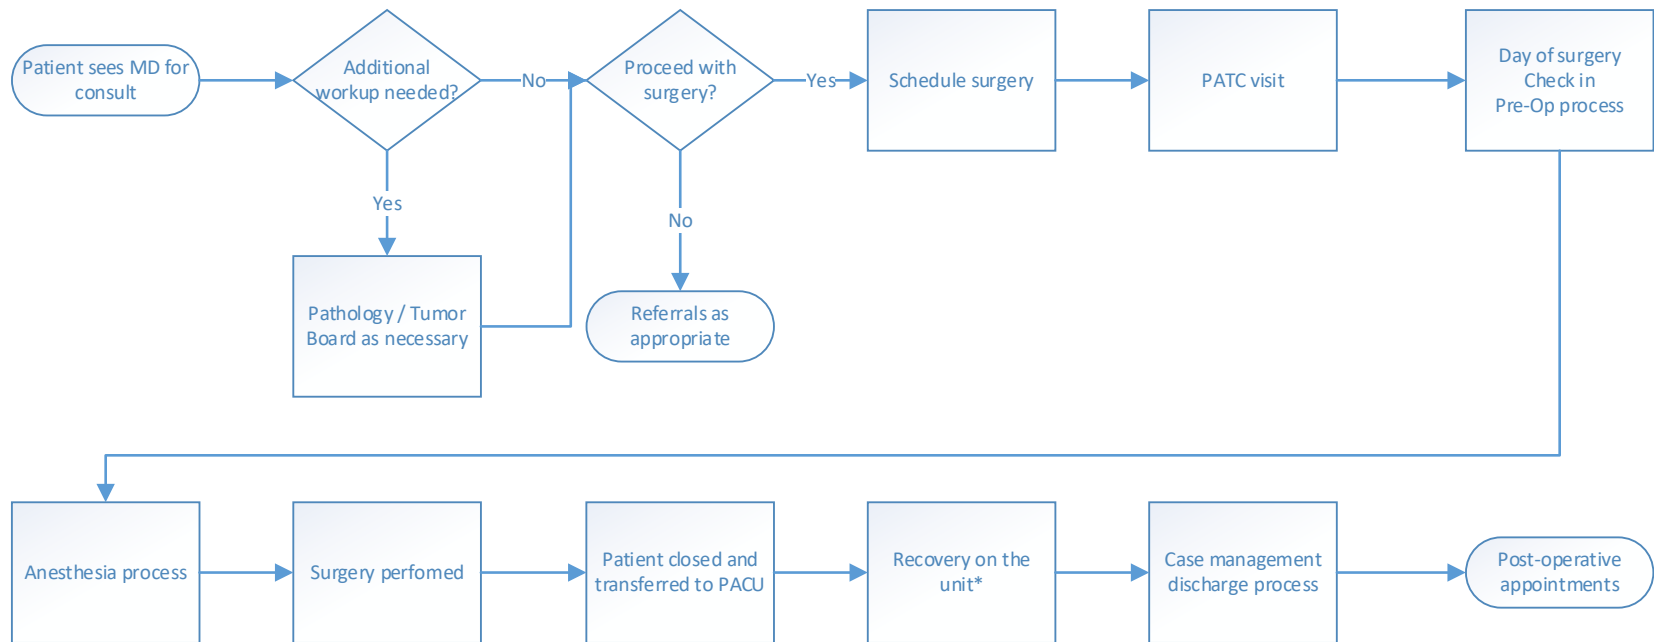 Patient sees MD for
consult
Additional
workup needed?
No
Proceed with
surgery?
Yes
Schedule surgery
PATC visit
Day of surgery
Check in
Pre-Op process
Yes
No
Pathology / Tumor
Board as necessary
Referrals as
appropriate
Anesthesia process
Surgery perfomed
Patient closed and
transferred to PACU
Recovery on the
unit*
Case management
discharge process
Post-operative
appointments